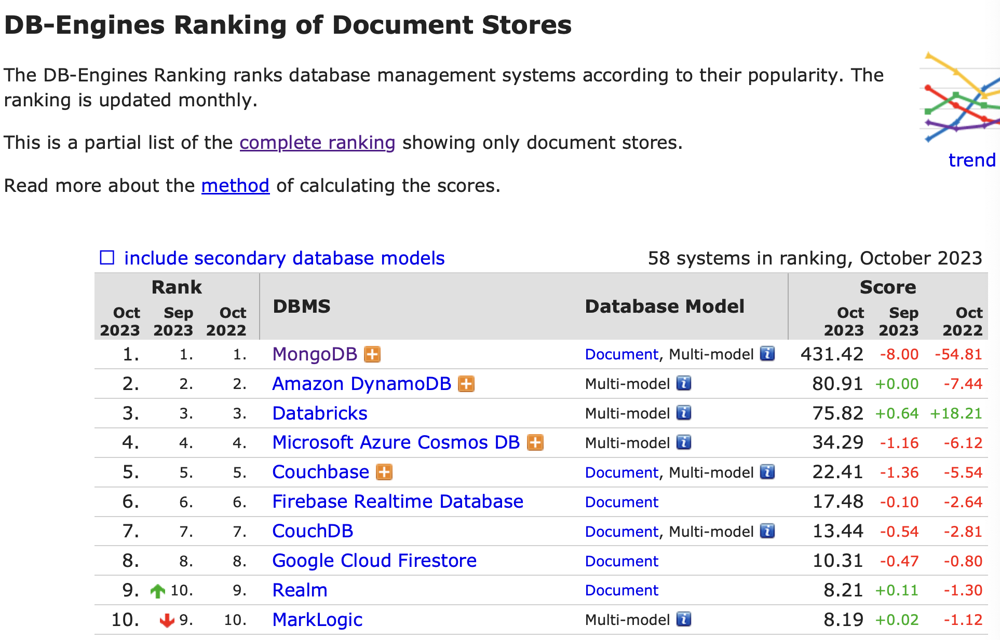 DB-Engines Ranking of Document Stores
The DB-Engines Ranking ranks database management systems according to their popularity. The
ranking is updated monthly.
This is a partial list of the complete ranking showing only document stores.
Read more about the method of calculating the scores.
trend
include secondary database models 58 systems in ranking, October 2023
Rank Score
DBMS Database Model
Oct Sep Oct Oct Sep Oct
2023 2023 2022 2023 2023 2022
1. 1. 1. MongoDB Document, Multi-model 431.42 -8.00 -54.81
2. 2. 2. Amazon DynamoDB Multi-model 80.91 +0.00 -7.44
3. 3. 3. Databricks Multi-model 75.82 +0.64 +18.21
4. 4. 4. Microsoft Azure Cosmos DB Multi-model 34.29 -1.16 -6.12
5. 5. 5. Couchbase Document, Multi-model 22.41 -1.36 -5.54
6. 6. 6. Firebase Realtime Database Document 17.48 -0.10 -2.64
7. 7. 7. CouchDB Document, Multi-model 13.44 -0.54 -2.81
8. 8. 8. Google Cloud Firestore Document 10.31 -0.47 -0.80
9. 10. 9. Realm Document 8.21 +0.11 -1.30
10. 9. 10. MarkLogic Multi-model 8.19 +0.02 -1.12